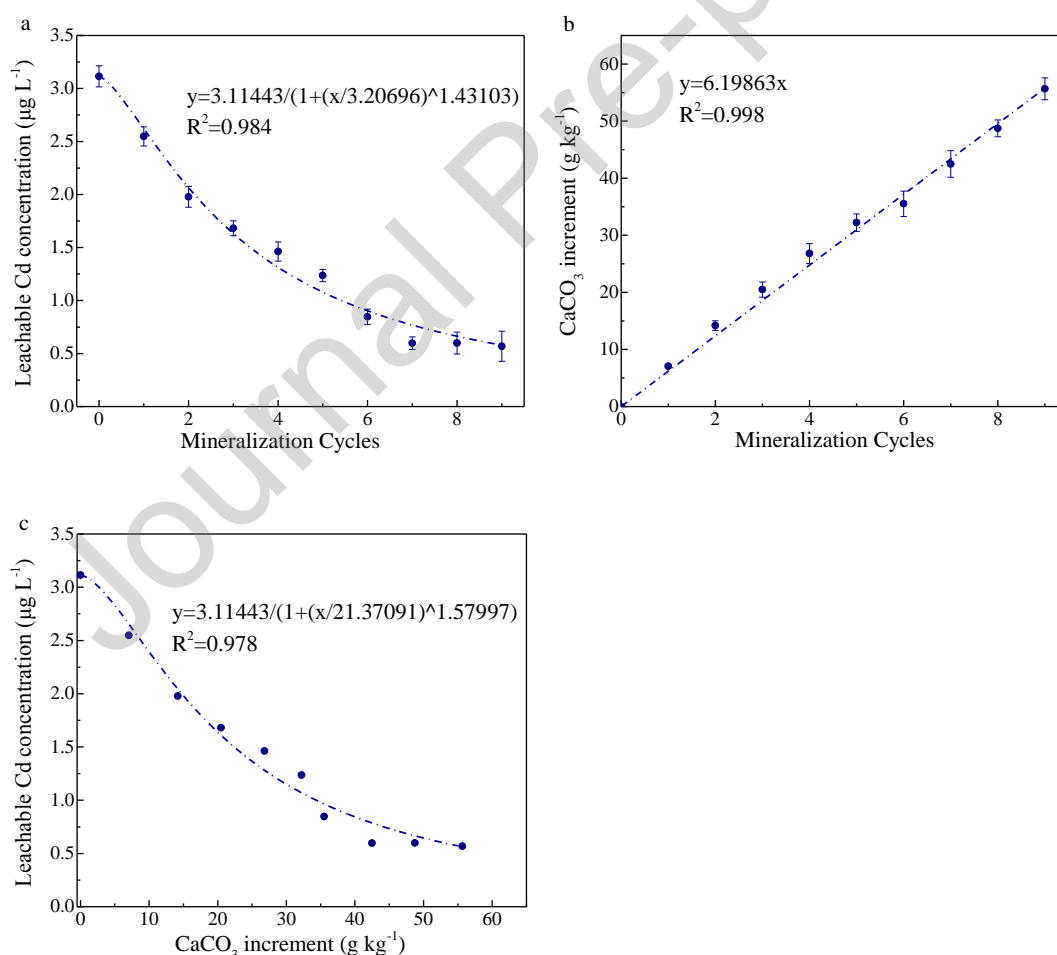 a
Leachable Cd concentration (µg L⁻¹)
3.5
3.0
2.5
2.0
1.5
1.0
0.5
0.0
y=3.11443/(1+(x/3.20696)^1.43103)
R²=0.984
0 2 4 6 8
Mineralization Cycles
b
CaCO₃ increment (g kg⁻¹)
60
50
40
30
20
10
0
y=6.19863x
R²=0.998
0 2 4 6 8
Mineralization Cycles
c
Leachable Cd concentration (µg L⁻¹)
3.5
3.0
2.5
2.0
1.5
1.0
0.5
0.0
y=3.11443/(1+(x/21.37091)^1.57997)
R²=0.978
0 10 20 30 40 50 60
CaCO₃ increment (g kg⁻¹)
Journal Pre-p